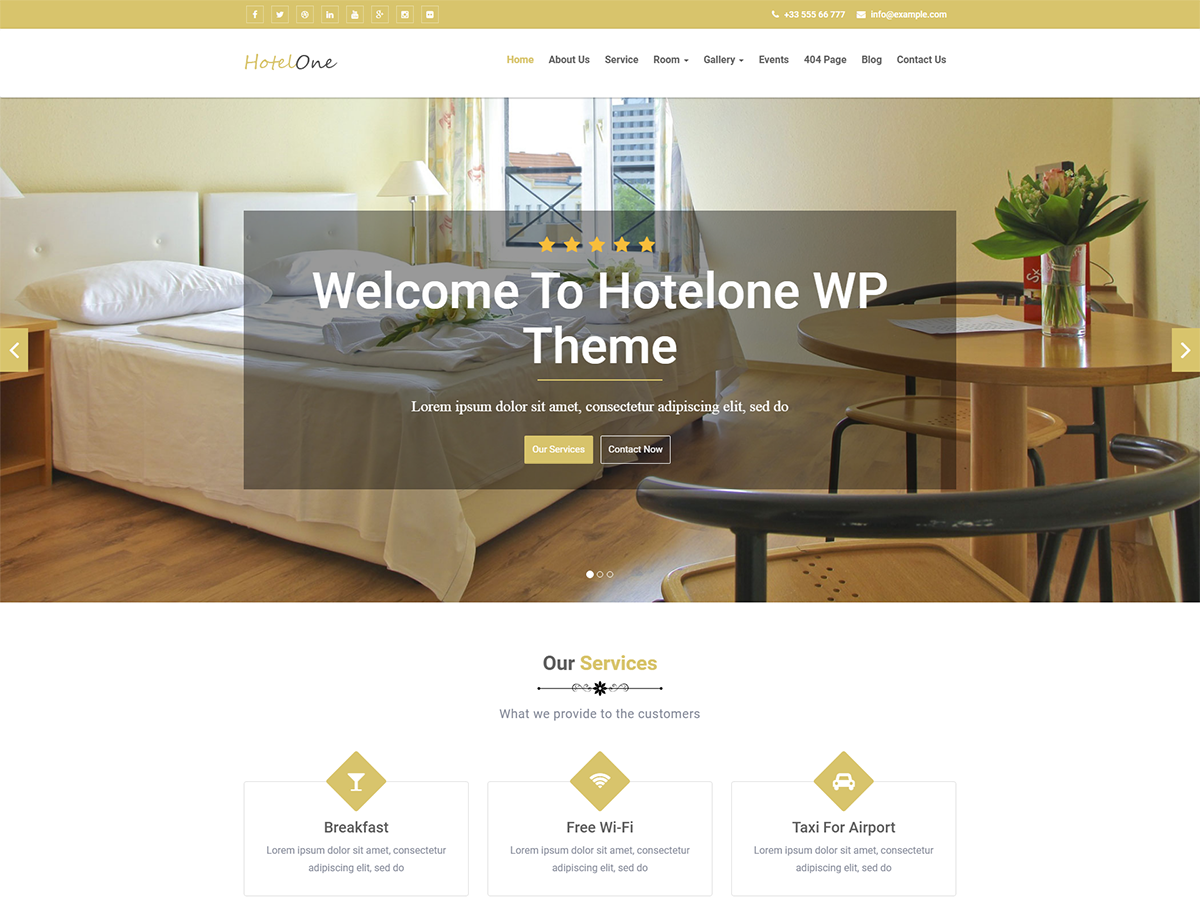 +33 555 66 777 info@example.com
HotelOne
Home About Us Service Room Gallery Events 404 Page Blog Contact Us
Welcome To Hotelone WP
Theme
Lorem ipsum dolor sit amet, consectetur adipiscing elit, sed do
Our Services Contact Now
Our Services
What we provide to the customers
Breakfast
Lorem ipsum dolor sit amet, consectetur
adipiscing elit, sed do
Free Wi-Fi
Lorem ipsum dolor sit amet, consectetur
adipiscing elit, sed do
Taxi For Airport
Lorem ipsum dolor sit amet, consectetur
adipiscing elit, sed do